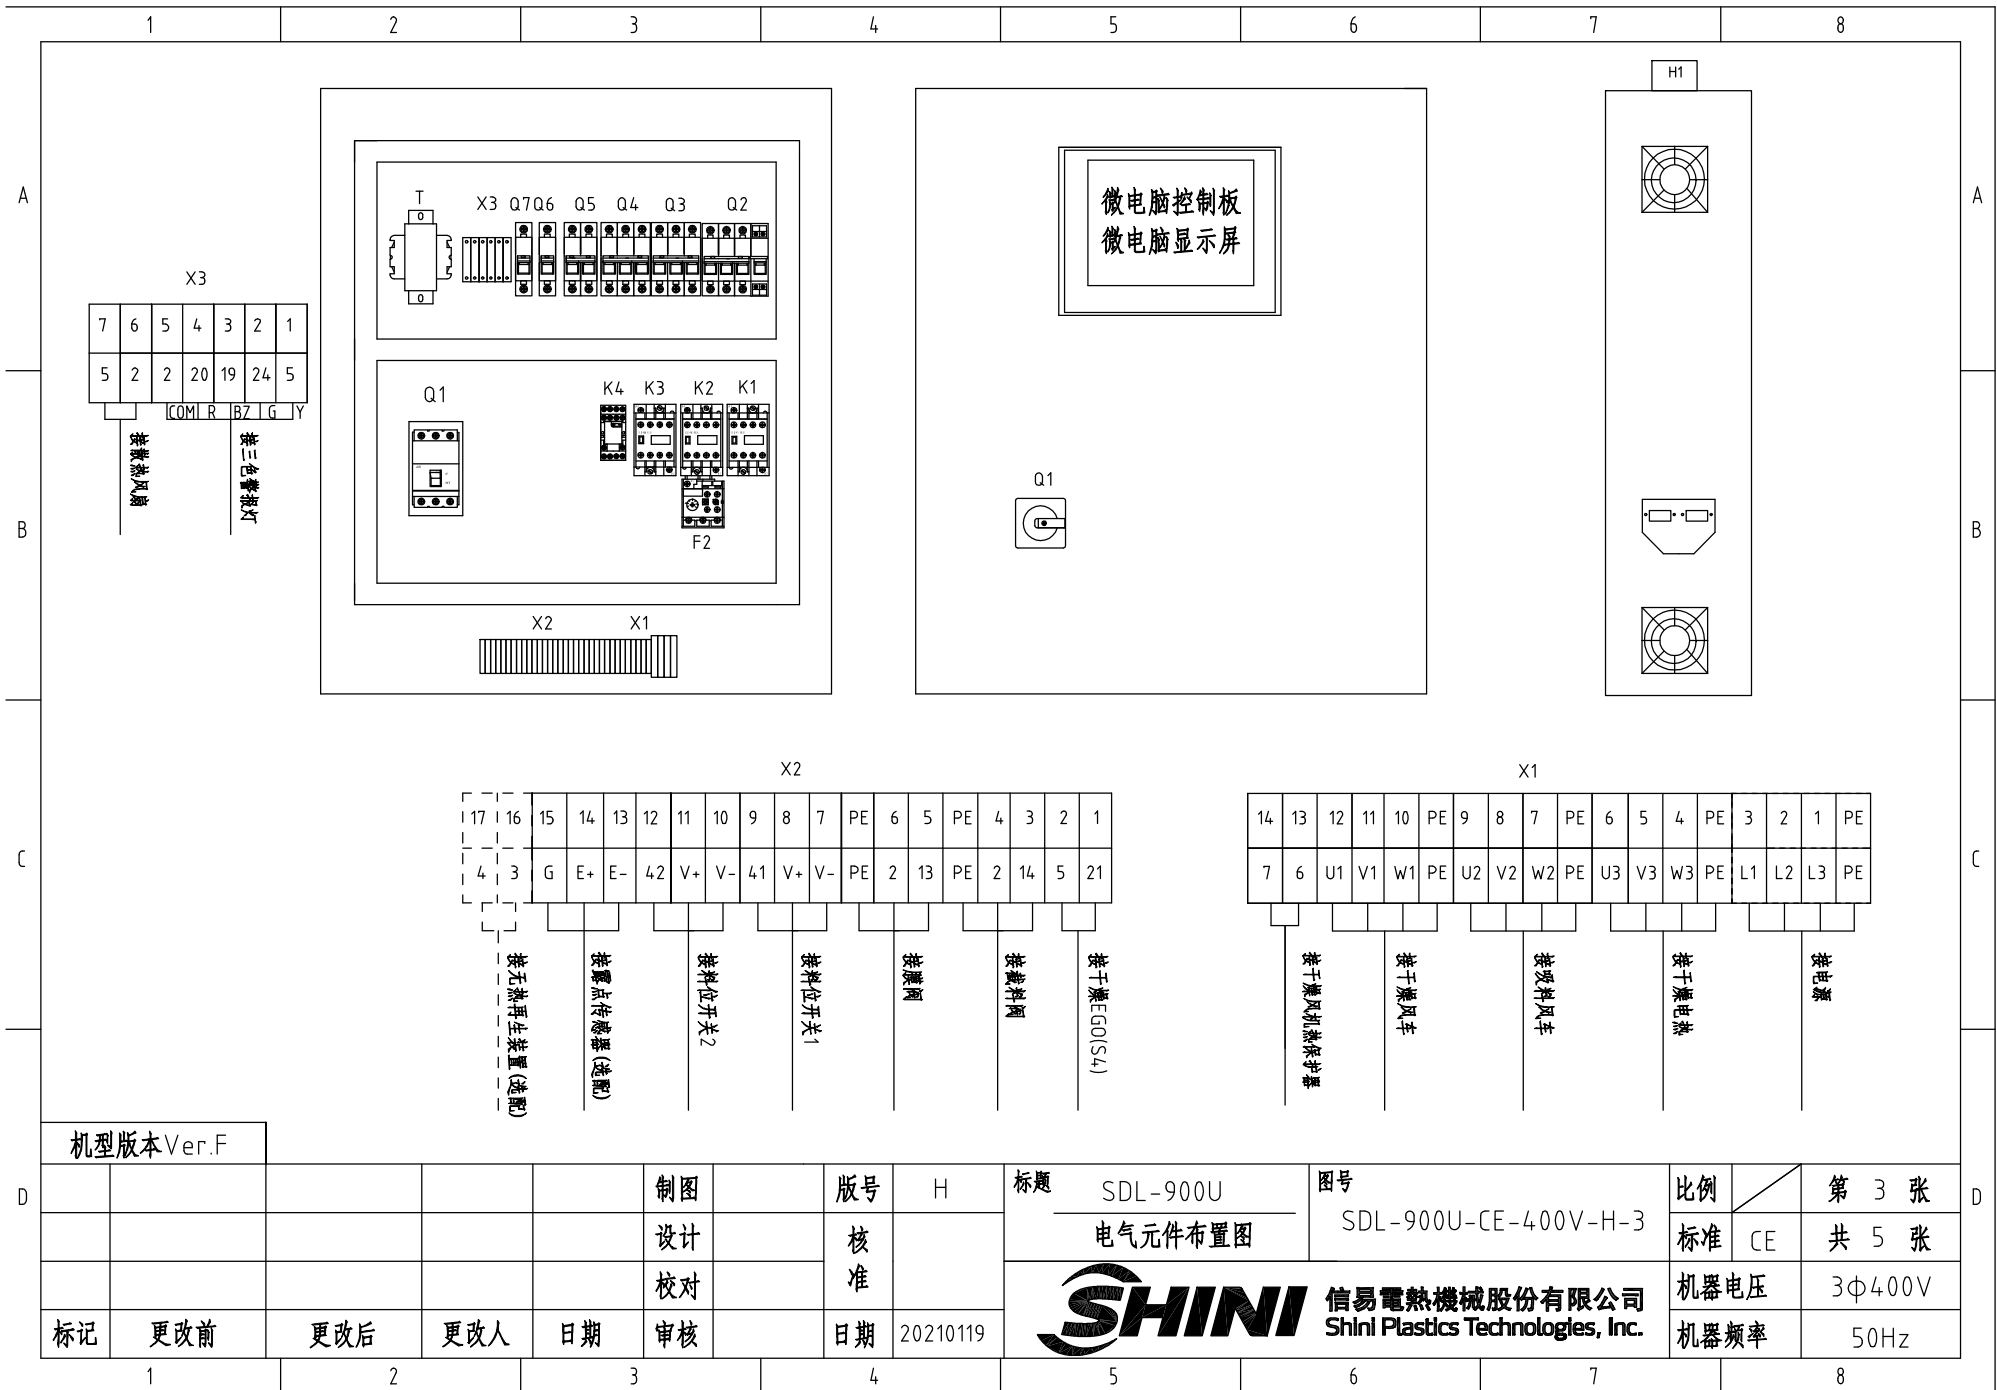 1 2 3 4 5 6 7 8
H1
A A
T X3 Q7 Q6 Q5 Q4 Q3 Q2
微电脑控制板
微电脑显示屏
X3
7 6 5 4 3 2 1
5 2 2 20 19 24 5
COM R BZ G Y
接散热风扇
接三色警报灯
Q1
K4 K3 K2 K1
F2
Q1
B B
X2 X1
X2
17 16 15 14 13 12 11 10 9 8 7 PE 6 5 PE 4 3 2 1
4 3 G E+ E- 42 V+ V- 41 V+ V- PE 2 13 PE 2 14 5 21
接无热再生装置(选配)
接露点传感器(选配)
接料位开关2
接料位开关1
接膜阀
接截料阀
接干燥EGO(S4)
X1
14 13 12 11 10 PE 9 8 7 PE 6 5 4 PE 3 2 1 PE
7 6 U1 V1 W1 PE U2 V2 W2 PE U3 V3 W3 PE L1 L2 L3 PE
接干燥风机热保护器
接干燥风车
接吸料风车
接干燥电热
接电源
C C
机型版本Ver.F
D D
制图 版号 H
设计 核准
校对
标记 更改前 更改后 更改人 日期 审核 日期 20210119
标题 SDL-900U
电气元件布置图
图号
SDL-900U-CE-400V-H-3
比例 第 3 张
标准 CE 共 5 张
机器电压 3φ400V
机器频率 50Hz
SHINI
信易電熱機械股份有限公司
Shini Plastics Technologies, Inc.
1 2 3 4 5 6 7 8